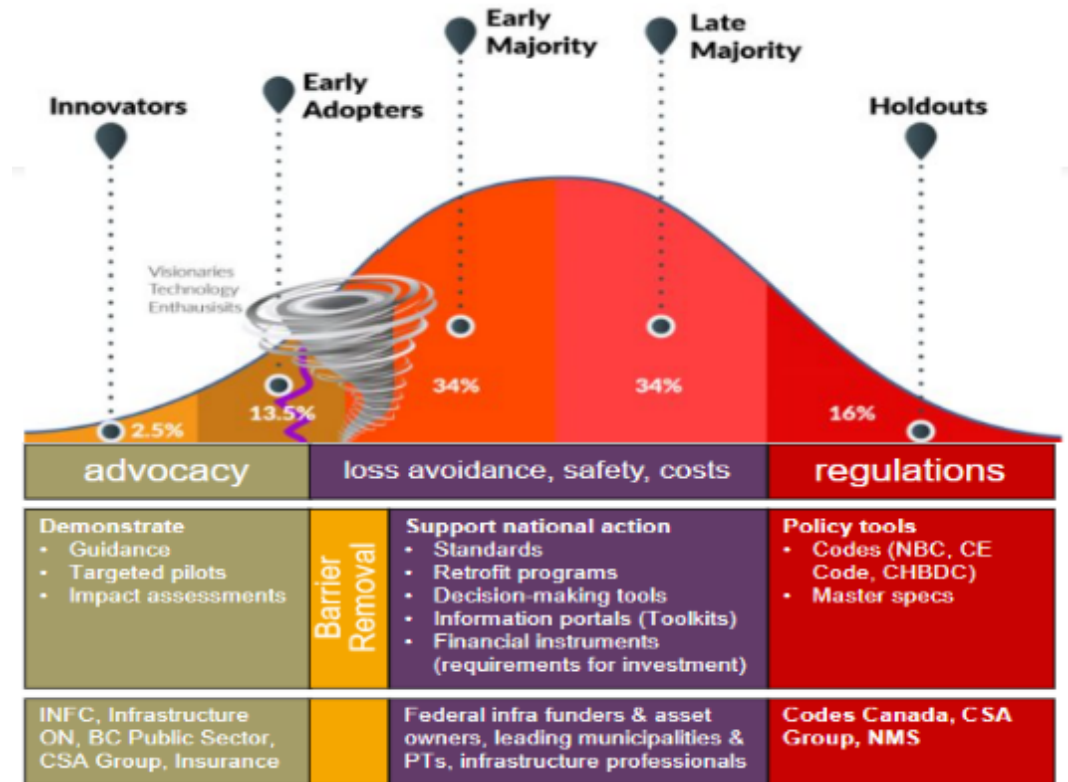 Early
Majority
Late
Majority
Early
Adopters
Innovators
Holdouts
Visionaries
Technology
Enthausisits
2.5%
13.5%
34%
34%
16%
advocacy
loss avoidance, safety, costs
regulations
Demonstrate
• Guidance
• Targeted pilots
• Impact assessments
Barrier
Removal
Support national action
• Standards
• Retrofit programs
• Decision-making tools
• Information portals (Toolkits)
• Financial instruments
(requirements for investment)
Policy tools
• Codes (NBC, CE
Code, CHBDC)
• Master specs
INFC, Infrastructure
ON, BC Public Sector,
CSA Group, Insurance
Federal infra funders & asset
owners, leading municipalities &
PTs, infrastructure professionals
Codes Canada, CSA
Group, NMS